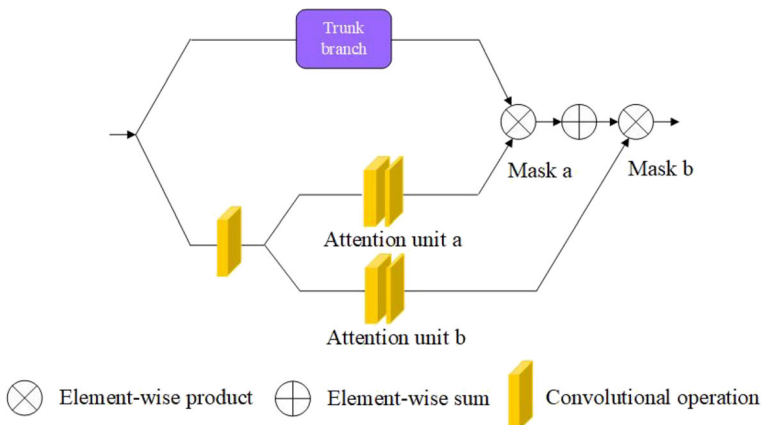 Trunk
branch
Mask a
Mask b
Attention unit a
Attention unit b
Element-wise product
Element-wise sum
Convolutional operation